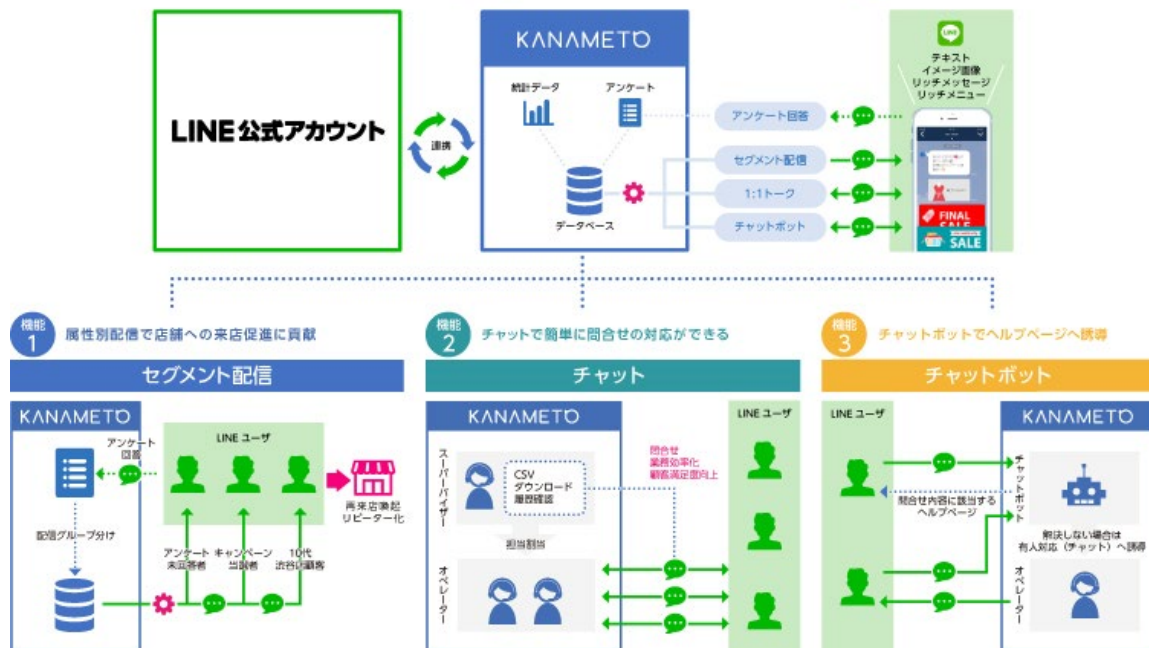 LINE公式アカウント
連携
KANAMETO
統計データ
アンケート
データベース
アンケート回答
セグメント配信
1:1トーク
チャットボット
LINE
テキスト
イメージ画像
リッチメッセージ
リッチメニュー
FINAL
SALE
SALE
機能
1
属性別配信で店舗への来店促進に貢献
セグメント配信
KANAMETO
アンケート
回答
LINE ユーザ
再来店喚起
リピーター化
配信グループ分け
アンケート
未回答者
キャンペーン
当選者
10代
渋谷店顧客
機能
2
チャットで簡単に問合せの対応ができる
チャット
KANAMETO
LINE ユーザ
スーパーバイザー
CSV
ダウンロード
履歴確認
問合せ
業務効率化
顧客満足度向上
担当割当
オペレーター
機能
3
チャットボットでヘルプページへ誘導
チャットボット
LINE ユーザ
KANAMETO
チャットボット
問合せ内容に該当する
ヘルプページ
解決しない場合は
有人対応(チャット)へ誘導
オペレーター